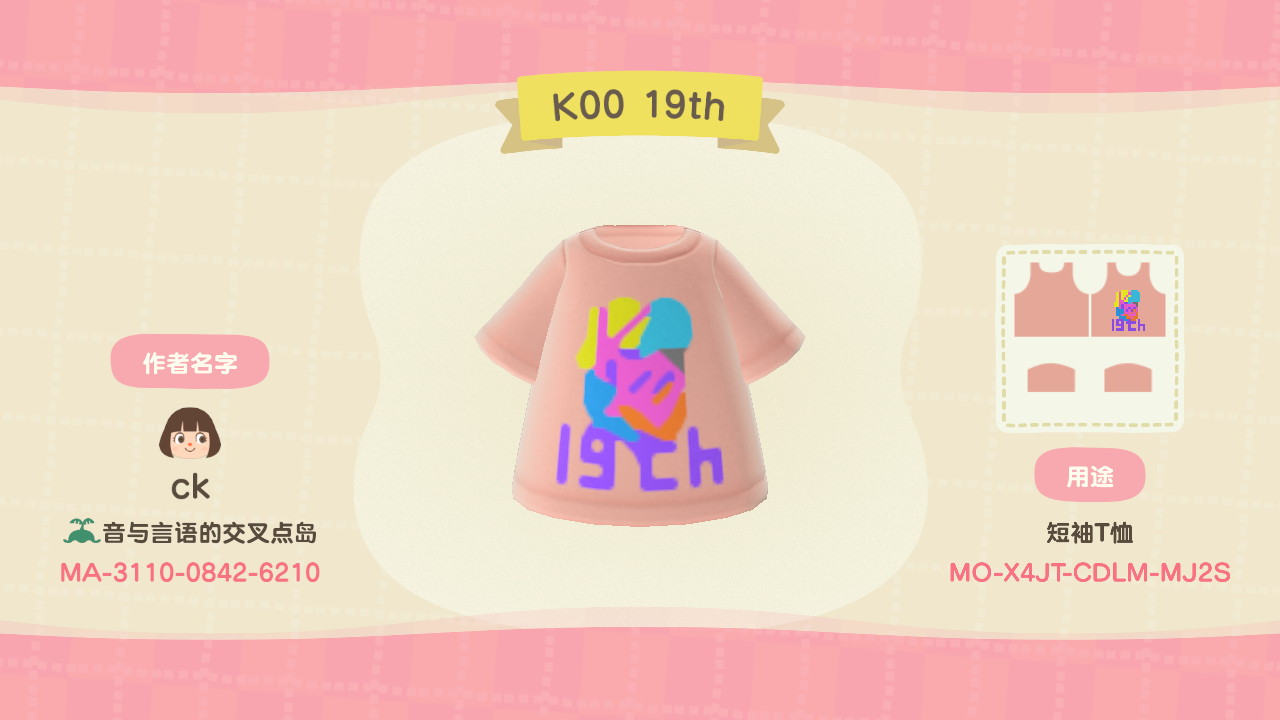 K00 19th
19th
作者名字
ck
音与言语的交叉点岛
MA-3110-0842-6210
19th
用途
短袖T恤
MO-X4JT-CDLM-MJ2S